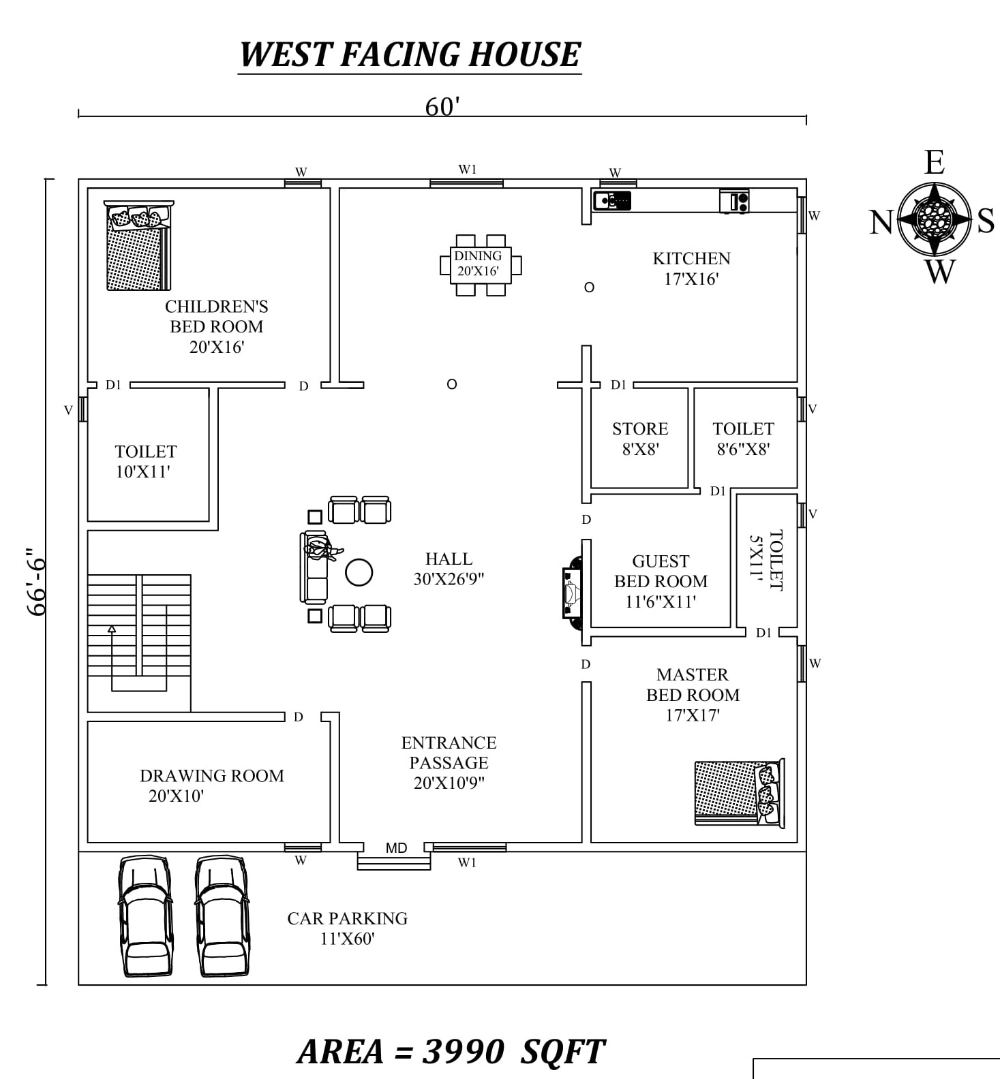 WEST FACING HOUSE
60'
E
N
S
W
W
W1
W
W
DINING
20'X16'
KITCHEN
17'X16'
O
CHILDREN'S
BED ROOM
20'X16'
D1
D
O
D1
V
V
TOILET
10'X11'
STORE
8'X8'
TOILET
8'6"X8'
D1
D
V
66'-6"
HALL
30'X26'9"
GUEST
BED ROOM
11'6"X11'
TOILET
5'X11'
D1
D
W
MASTER
BED ROOM
17'X17'
D
ENTRANCE
PASSAGE
20'X10'9"
DRAWING ROOM
20'X10'
W
MD
W1
CAR PARKING
11'X60'
AREA = 3990 SQFT